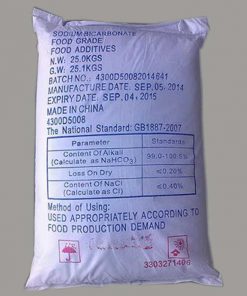 SODIUM BICARBONATE
FOOD GRADE
FOOD ADDITIVES
N.W: 25.0KGS
G.W: 25.1KGS
BATCH NO.: 4300D50082014841
MANUFACTURE DATE. SEP.05.2014
EXPIRY DATE. SEP.04.2015
MADE IN CHINA
4300D5008
The National Standard: GB1887-2007
Parameter Standards
Content Of Alkali
(Calculate as NaHCO3) 99.0-100.5%
Loss On Dry ≤0.20%
Content Of NaCl
(Calculate as Cl) ≤0.40%
Method of Using:
USED APPROPRIATELY ACCORDING TO
FOOD PRODUCTION DEMAND
3303271406